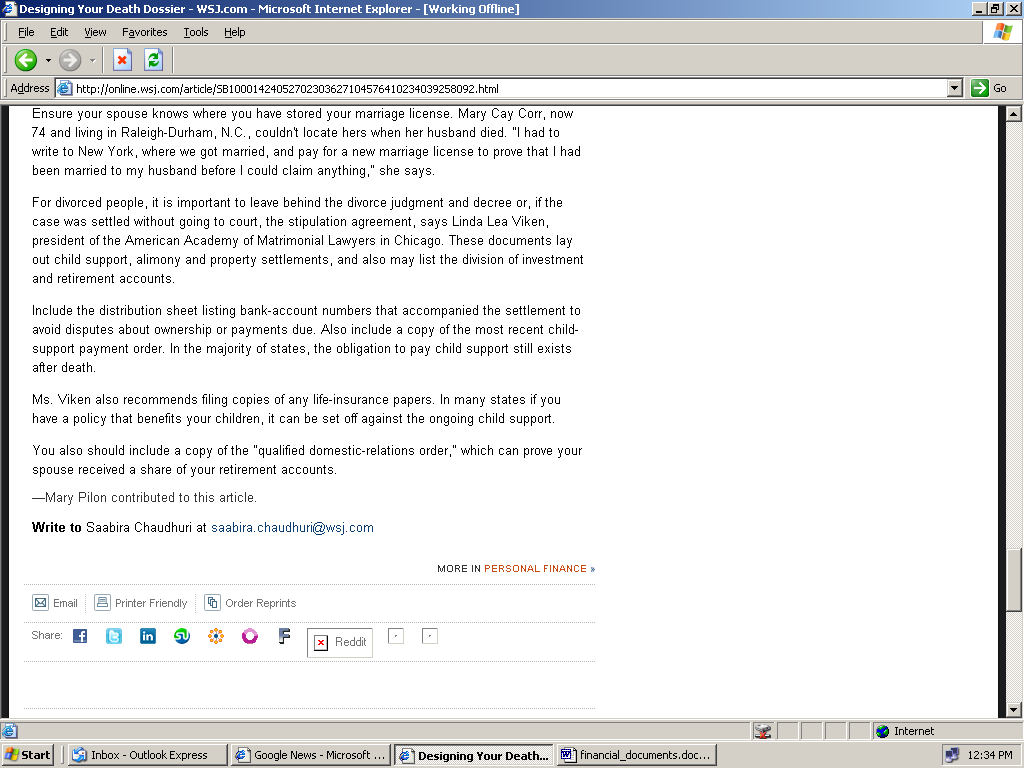 Designing Your Death Dossier - WSJ.com - Microsoft Internet Explorer - [Working Offline]
File Edit View Favorites Tools Help
Address http://online.wsj.com/article/SB10001424052702303627104576410234039258092.html Go
Ensure your spouse knows where you have stored your marriage license. Mary Cay Corr, now
74 and living in Raleigh-Durham, N.C., couldn't locate hers when her husband died. "I had to
write to New York, where we got married, and pay for a new marriage license to prove that I had
been married to my husband before I could claim anything," she says.
For divorced people, it is important to leave behind the divorce judgment and decree or, if the
case was settled without going to court, the stipulation agreement, says Linda Lea Viken,
president of the American Academy of Matrimonial Lawyers in Chicago. These documents lay
out child support, alimony and property settlements, and also may list the division of investment
and retirement accounts.
Include the distribution sheet listing bank-account numbers that accompanied the settlement to
avoid disputes about ownership or payments due. Also include a copy of the most recent child-
support payment order. In the majority of states, the obligation to pay child support still exists
after death.
Ms. Viken also recommends filing copies of any life-insurance papers. In many states if you
have a policy that benefits your children, it can be set off against the ongoing child support.
You also should include a copy of the "qualified domestic-relations order," which can prove your
spouse received a share of your retirement accounts.
—Mary Pilon contributed to this article.
Write to Saabira Chaudhuri at saabira.chaudhuri@wsj.com
MORE IN PERSONAL FINANCE »
Email Printer Friendly Order Reprints
Share: Reddit
Internet
Start Inbox - Outlook Express Google News - Microsoft ... Designing Your Death... financial_documents.doc... 12:34 PM